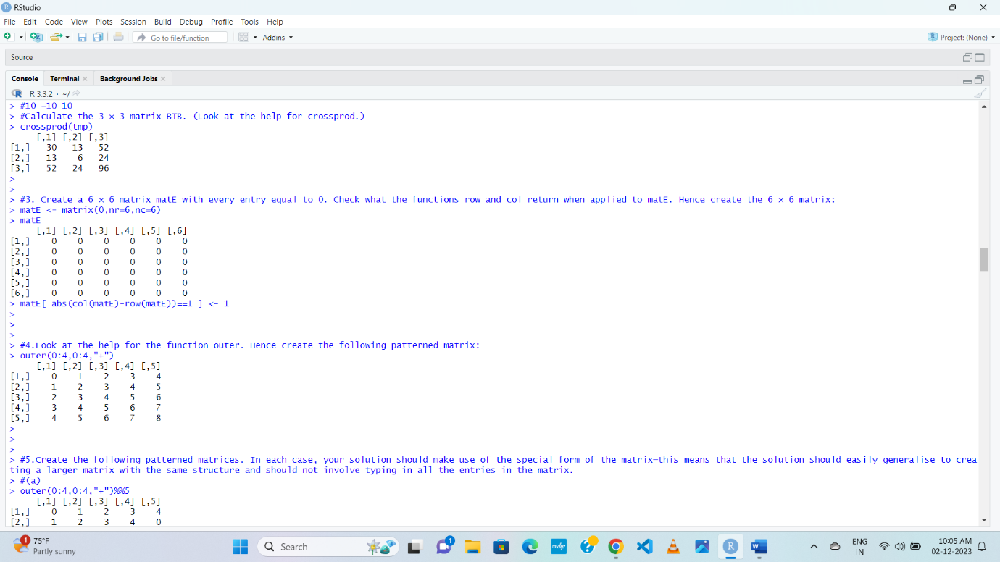 RStudio
File Edit Code View Plots Session Build Debug Profile Tools Help
Go to file/function Addins Project: (None)
Source
Console Terminal Background Jobs
R 3.3.2 · ~/
> #10 −10 10
> #Calculate the 3 × 3 matrix BTB. (Look at the help for crossprod.)
> crossprod(tmp)
     [,1] [,2] [,3]
[1,]   30   13   52
[2,]   13    6   24
[3,]   52   24   96
>
>
> #3. Create a 6 × 6 matrix matE with every entry equal to 0. Check what the functions row and col return when applied to matE. Hence create the 6 × 6 matrix:
> matE <- matrix(0,nr=6,nc=6)
> matE
     [,1] [,2] [,3] [,4] [,5] [,6]
[1,]    0    0    0    0    0    0
[2,]    0    0    0    0    0    0
[3,]    0    0    0    0    0    0
[4,]    0    0    0    0    0    0
[5,]    0    0    0    0    0    0
[6,]    0    0    0    0    0    0
> matE[ abs(col(matE)-row(matE))==1 ] <- 1
>
>
>
> #4.Look at the help for the function outer. Hence create the following patterned matrix:
> outer(0:4,0:4,"+")
     [,1] [,2] [,3] [,4] [,5]
[1,]    0    1    2    3    4
[2,]    1    2    3    4    5
[3,]    2    3    4    5    6
[4,]    3    4    5    6    7
[5,]    4    5    6    7    8
>
>
>
> #5.Create the following patterned matrices. In each case, your solution should make use of the special form of the matrix—this means that the solution should easily generalise to crea
ting a larger matrix with the same structure and should not involve typing in all the entries in the matrix.
> #(a)
> outer(0:4,0:4,"+")%%5
     [,1] [,2] [,3] [,4] [,5]
[1,]    0    1    2    3    4
[2,]    1    2    3    4    0
1 75°F Search myhp 1 ENG 10:05 AM
Partly sunny IN 02-12-2023